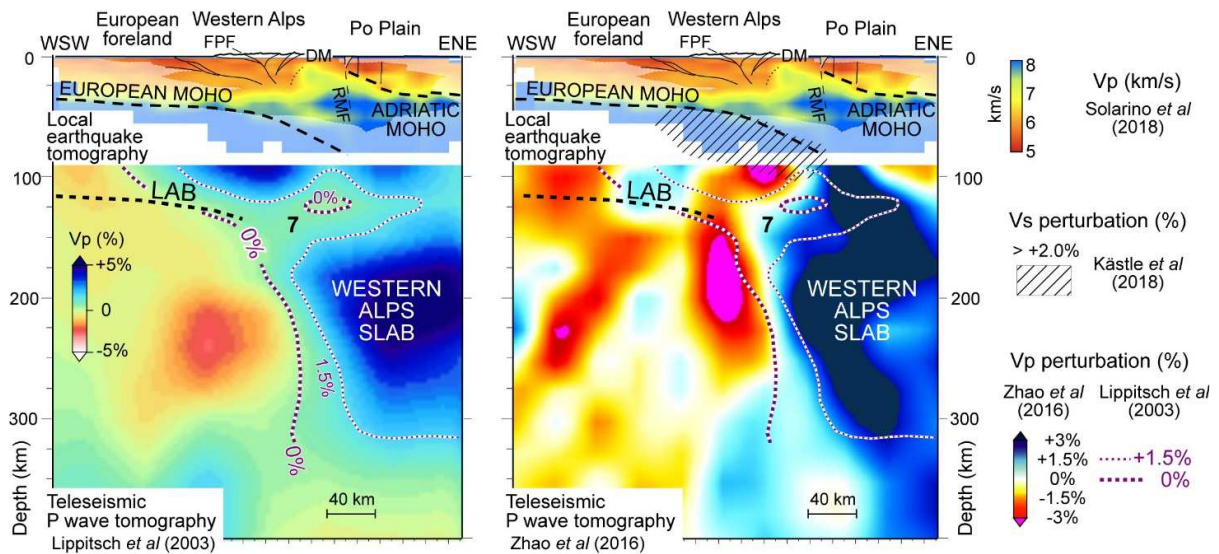 European foreland
Western Alps
Po Plain
WSW
FPF
DM
ENE
0
EUROPEAN MOHO
RMF
ADRIATIC MOHO
Local earthquake tomography
100
LAB
0%
7
0%
Vp (%)
+5%
0
-5%
200
WESTERN ALPS SLAB
1.5%
300
0%
Depth (km)
Teleseismic
P wave tomography
Lippitsch et al (2003)
40 km
European foreland
Western Alps
Po Plain
WSW
FPF
DM
ENE
0
EUROPEAN MOHO
RMF
ADRIATIC MOHO
Local earthquake tomography
100
LAB
7
200
WESTERN ALPS SLAB
300
Depth (km)
Teleseismic
P wave tomography
Zhao et al (2016)
40 km
km/s
8
7
6
5
Vp (km/s)
Solarino et al
(2018)
Vs perturbation (%)
> +2.0%
Kästle et al
(2018)
Vp perturbation (%)
Zhao et al
(2016)
Lippitsch et al
(2003)
+3%
+1.5%
0%
-1.5%
-3%
+1.5%
0%